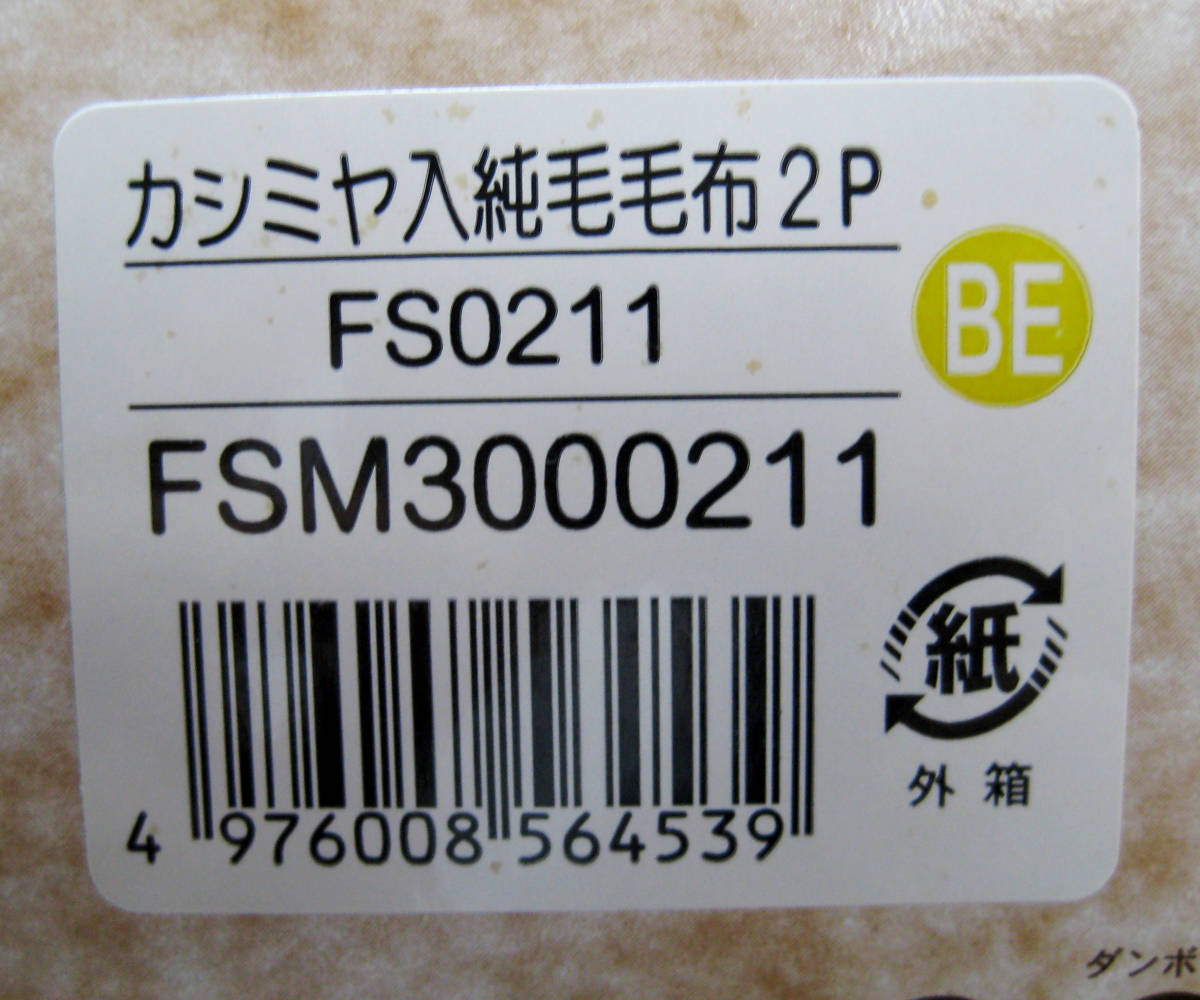 カシミヤ入純毛毛布2P
FS0211
BE
FSM3000211
紙
外箱
4 976008 564539
ダンボ